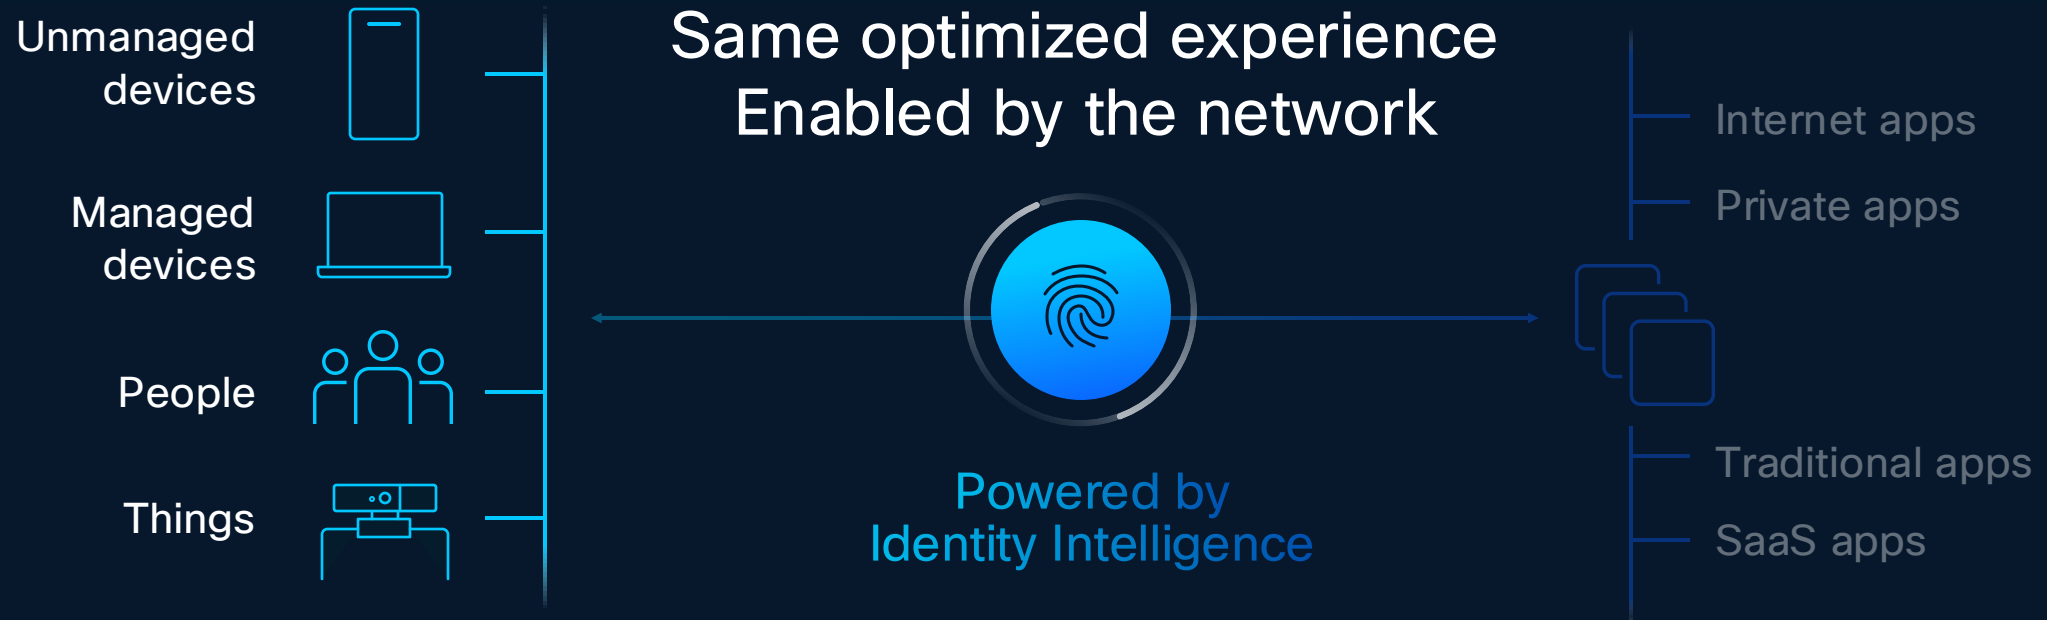 Unmanaged
devices
Managed
devices
People
Things
Same optimized experience
Enabled by the network
Powered by
Identity Intelligence
Internet apps
Private apps
Traditional apps
SaaS apps